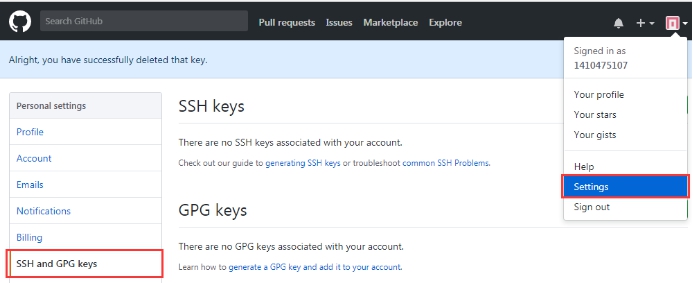 Search GitHub
Pull requests Issues Marketplace Explore
Signed in as
1410475107
Your profile
Your stars
Your gists
Help
Settings
Sign out
Alright, you have successfully deleted that key.
Personal settings
Profile
Account
Emails
Notifications
Billing
SSH and GPG keys
SSH keys
There are no SSH keys associated with your account.
Check out our guide to generating SSH keys or troubleshoot common SSH Problems.
GPG keys
There are no GPG keys associated with your account.
Learn how to generate a GPG key and add it to your account.